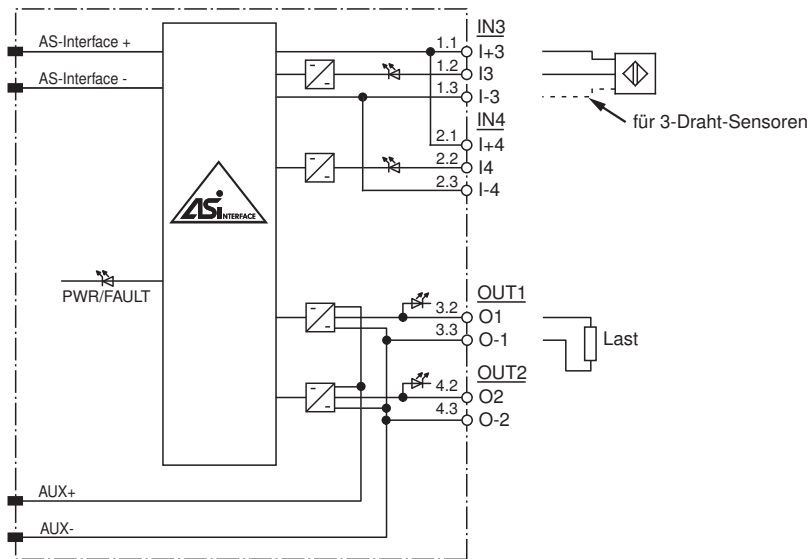 IN3
AS-Interface +
1.1 I+3
1.2 I3
AS-Interface -
1.3 I-3
für 3-Draht-Sensoren
IN4
2.1 I+4
2.2 I4
2.3 I-4
ASi INTERFACE
PWR/FAULT
OUT1
3.2 O1
3.3 O-1
Last
OUT2
4.2 O2
4.3 O-2
AUX+
AUX-